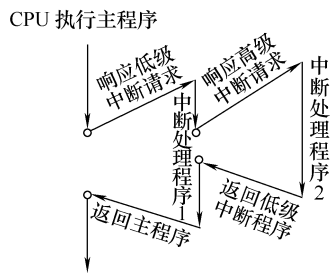 CPU 执行主程序
响应低级
中断请求
响应高级
中断请求
中断处理程序1
中断处理程序2
返回低级
中断程序
返回主程序